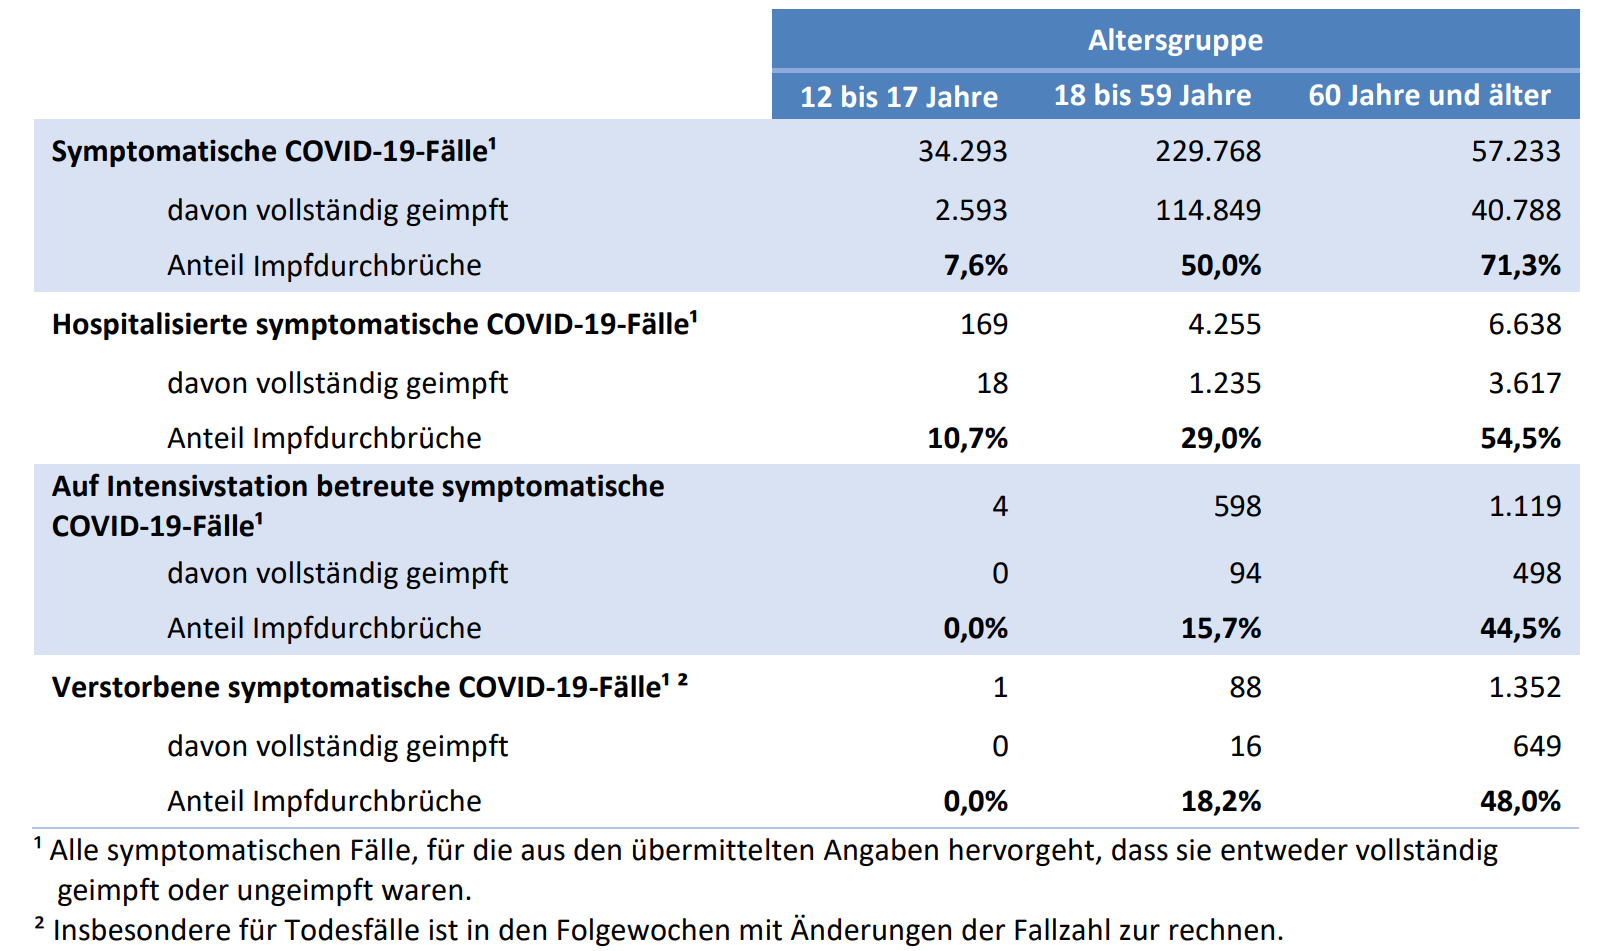 Altersgruppe
12 bis 17 Jahre 18 bis 59 Jahre 60 Jahre und älter
Symptomatische COVID-19-Fälle¹ 34.293 229.768 57.233
davon vollständig geimpft 2.593 114.849 40.788
Anteil Impfdurchbrüche 7,6% 50,0% 71,3%
Hospitalisierte symptomatische COVID-19-Fälle¹ 169 4.255 6.638
davon vollständig geimpft 18 1.235 3.617
Anteil Impfdurchbrüche 10,7% 29,0% 54,5%
Auf Intensivstation betreute symptomatische
COVID-19-Fälle¹ 4 598 1.119
davon vollständig geimpft 0 94 498
Anteil Impfdurchbrüche 0,0% 15,7% 44,5%
Verstorbene symptomatische COVID-19-Fälle¹ ² 1 88 1.352
davon vollständig geimpft 0 16 649
Anteil Impfdurchbrüche 0,0% 18,2% 48,0%
¹ Alle symptomatischen Fälle, für die aus den übermittelten Angaben hervorgeht, dass sie entweder vollständig
geimpft oder ungeimpft waren.
² Insbesondere für Todesfälle ist in den Folgewochen mit Änderungen der Fallzahl zur rechnen.